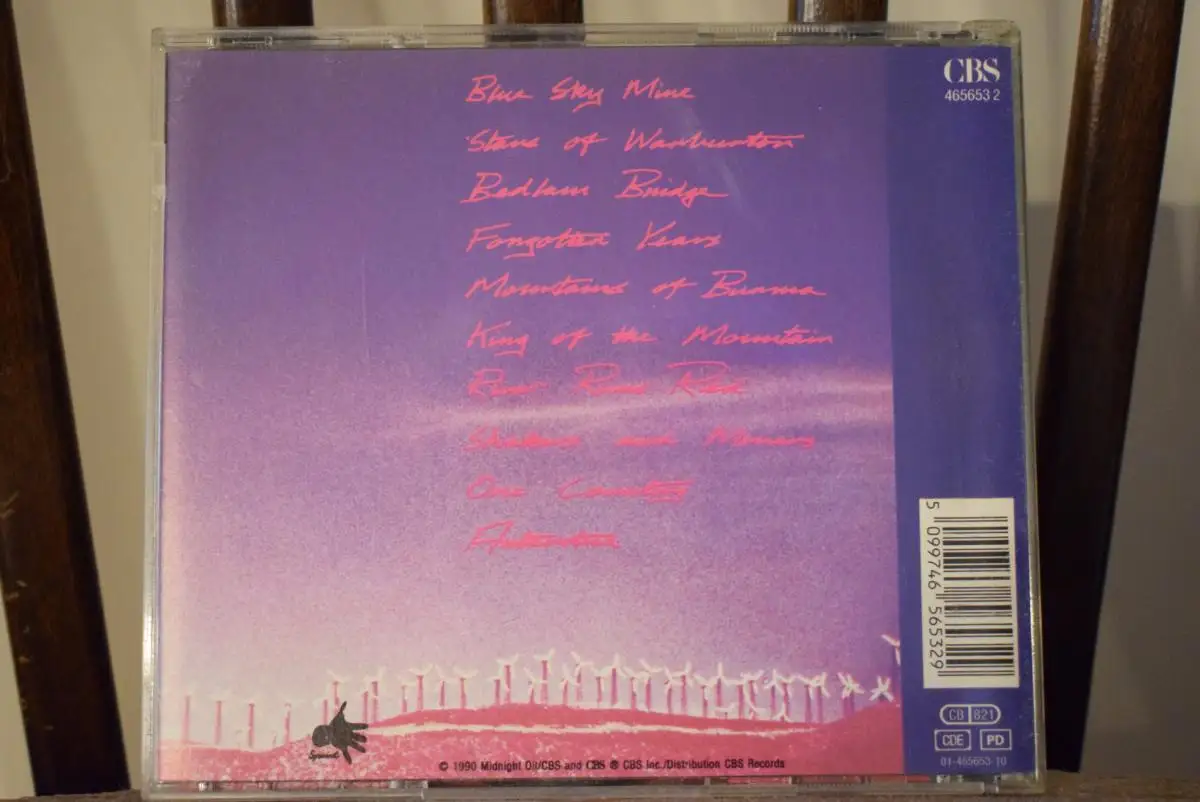 Blue Sky Mine
Stars of Warburton
Bedlam Bridge
Forgotten Years
Mountains of Burma
King of the Mountain
River Runs Red
Shakers and Movers
One Country
Antarctica
CBS
465653 2
5 099746 565329
CB 821
CDE PD
01-465653-10
Sprint
© 1990 Midnight Oil/CBS and CBS ℗ CBS Inc./Distribution CBS Records